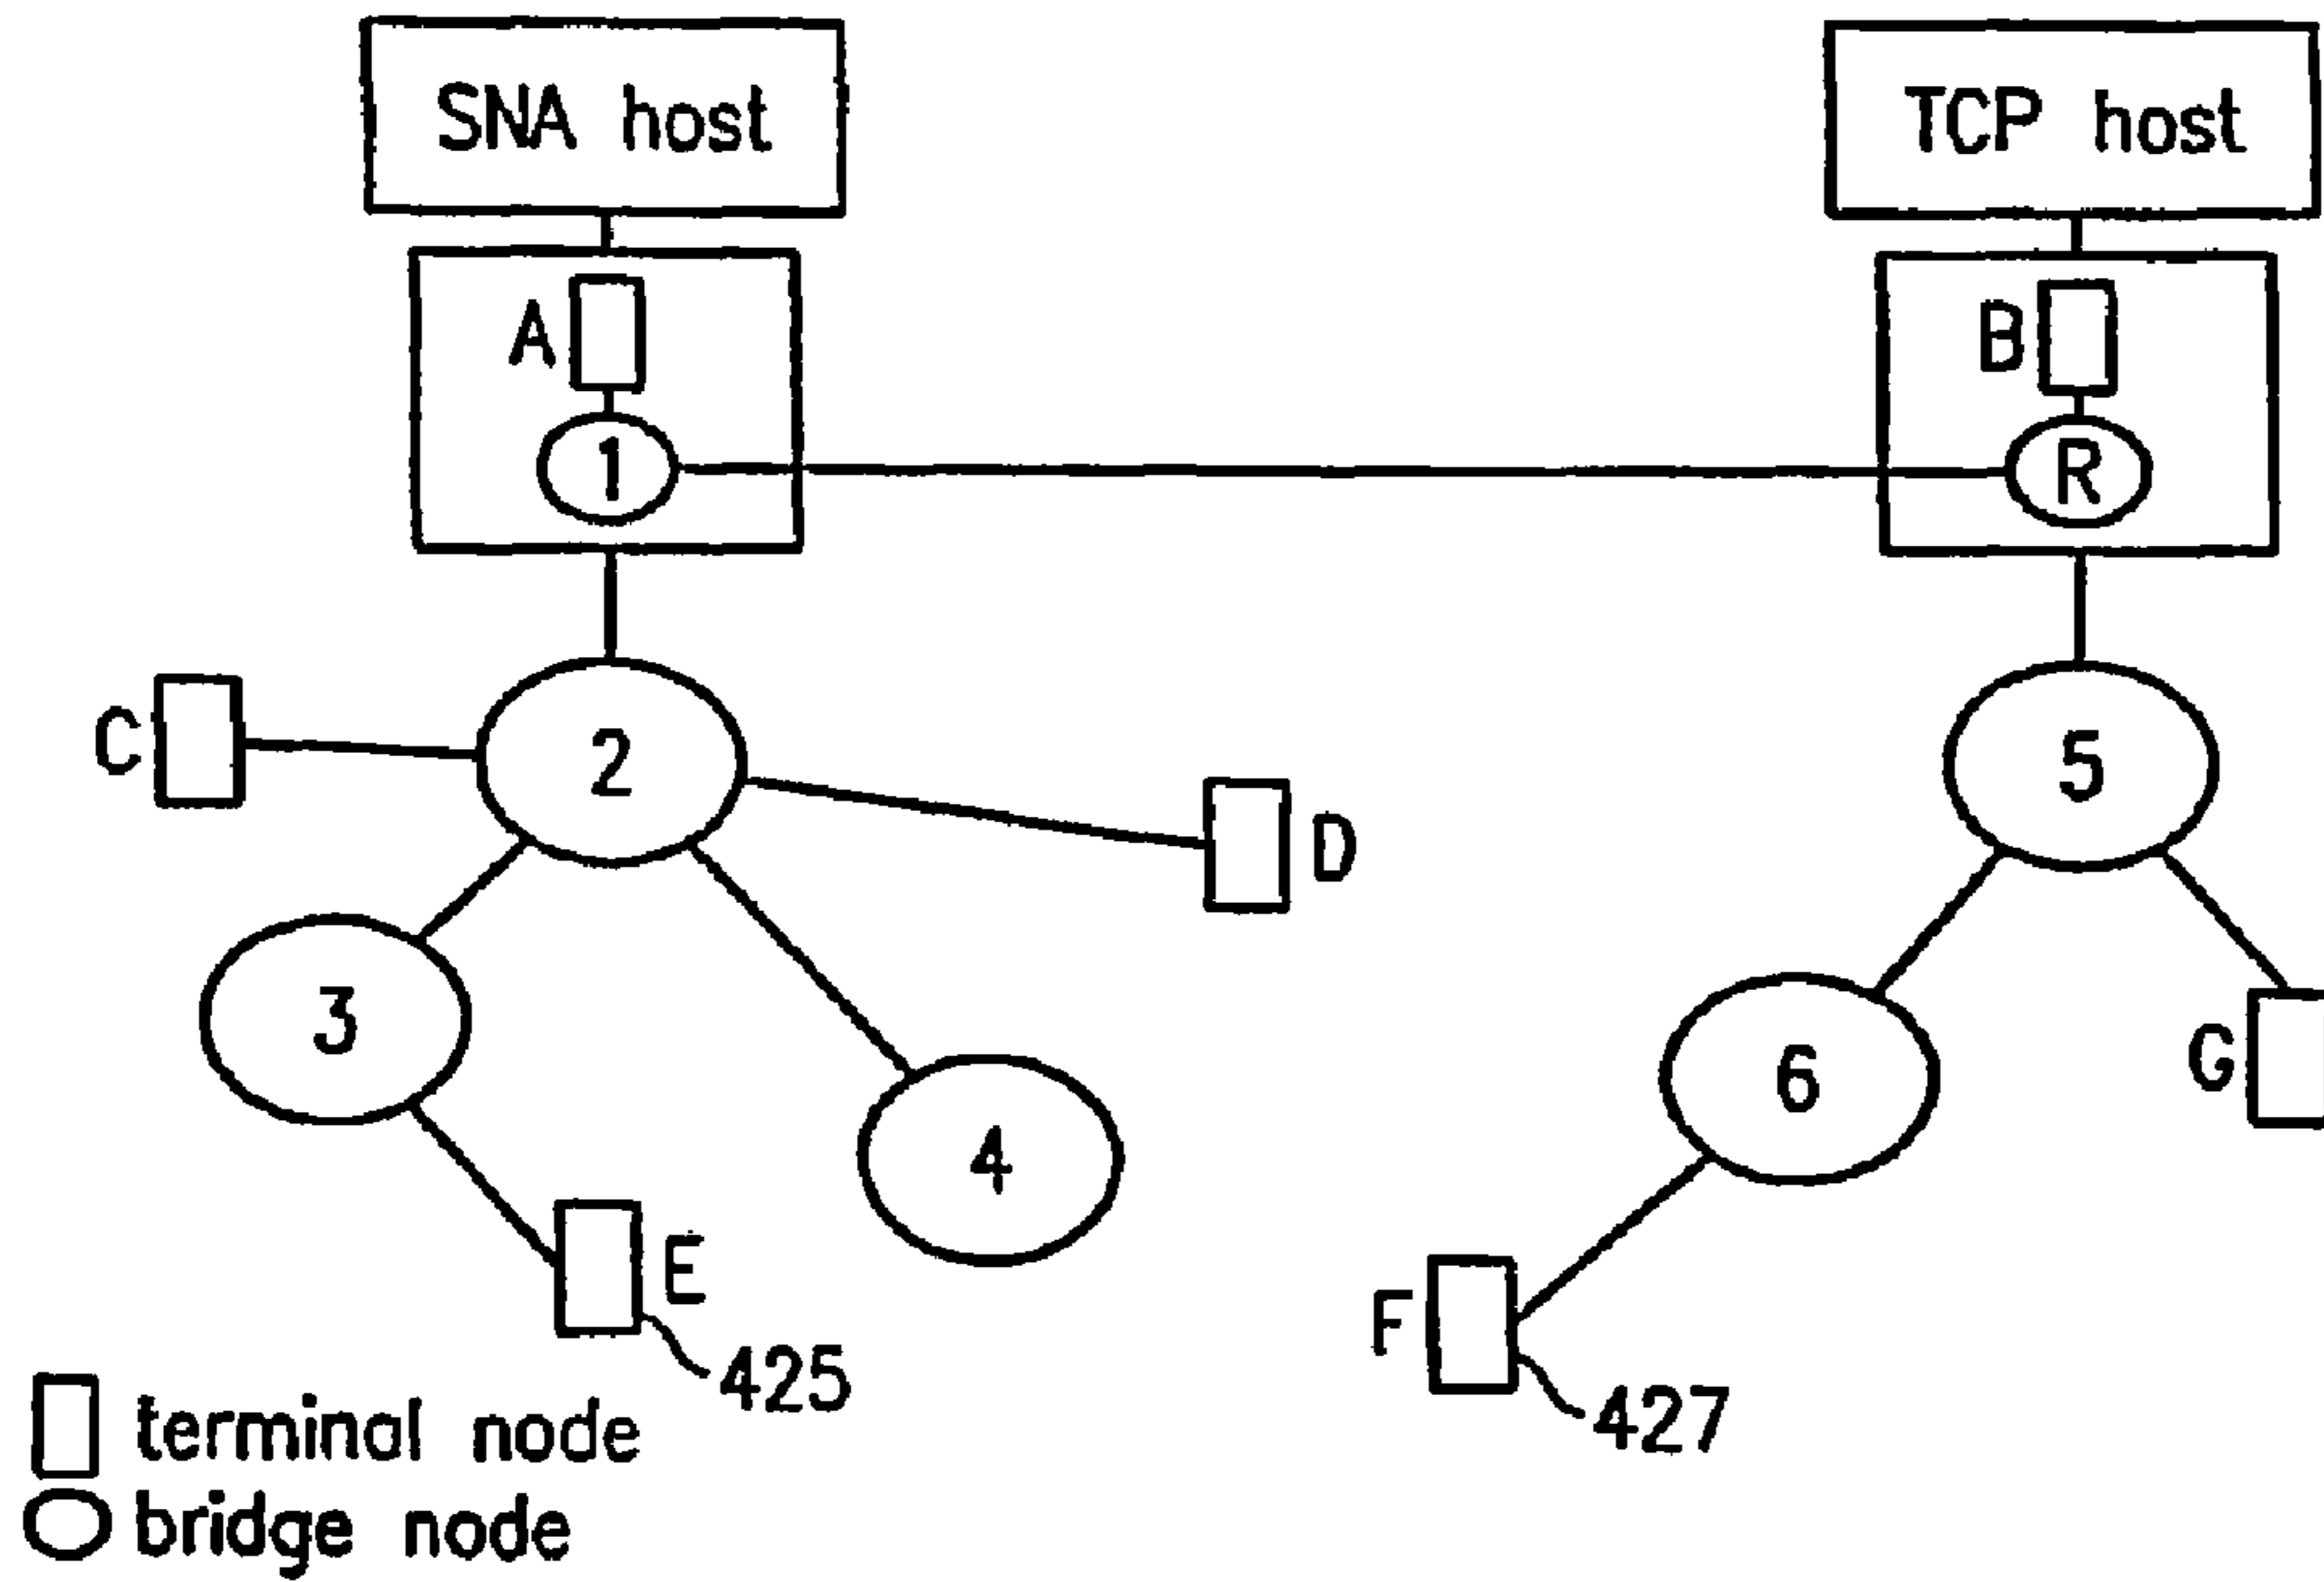 SNA host
TCP host
A
B
1
R
C
2
5
D
3
6
G
4
E
F
425
427
terminal node
bridge node